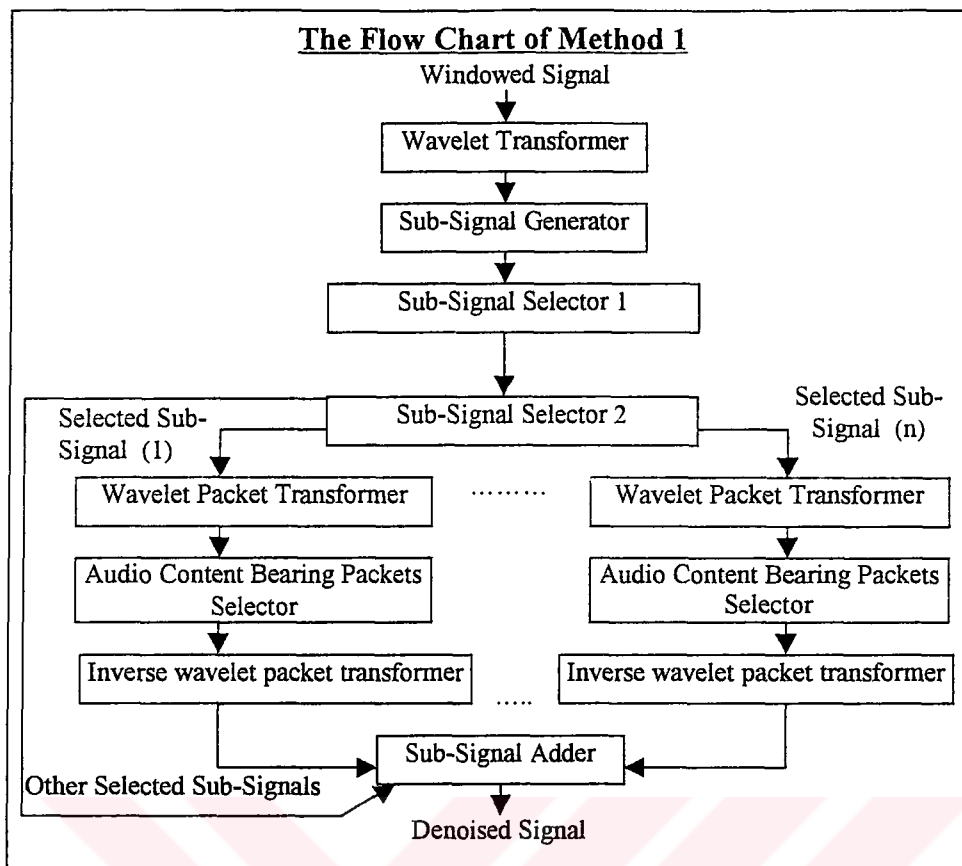 The Flow Chart of Method 1
Windowed Signal
Wavelet Transformer
Sub-Signal Generator
Sub-Signal Selector 1
Sub-Signal Selector 2
Selected Sub-
Signal (1)
Selected Sub-
Signal (n)
Wavelet Packet Transformer
.........
Wavelet Packet Transformer
Audio Content Bearing Packets
Selector
Audio Content Bearing Packets
Selector
Inverse wavelet packet transformer
.....
Inverse wavelet packet transformer
Sub-Signal Adder
Other Selected Sub-Signals
Denoised Signal